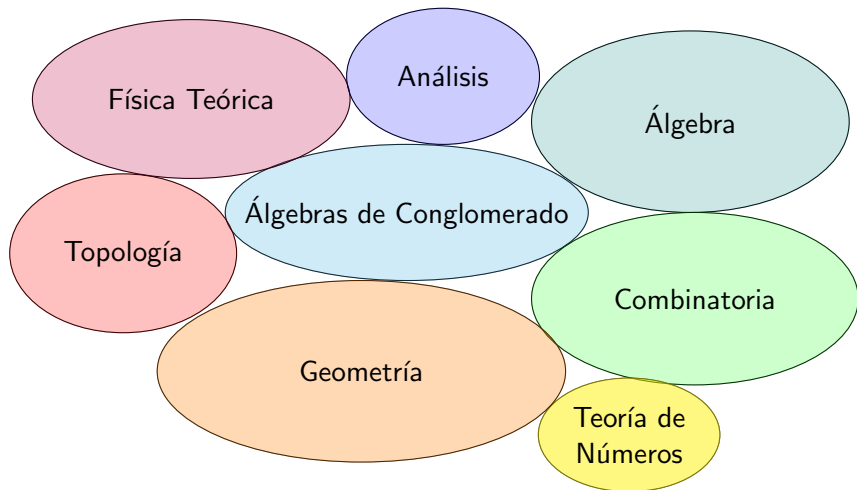 Análisis
Física Teórica
Álgebra
Álgebras de Conglomerado
Topología
Combinatoria
Geometría
Teoría de
Números